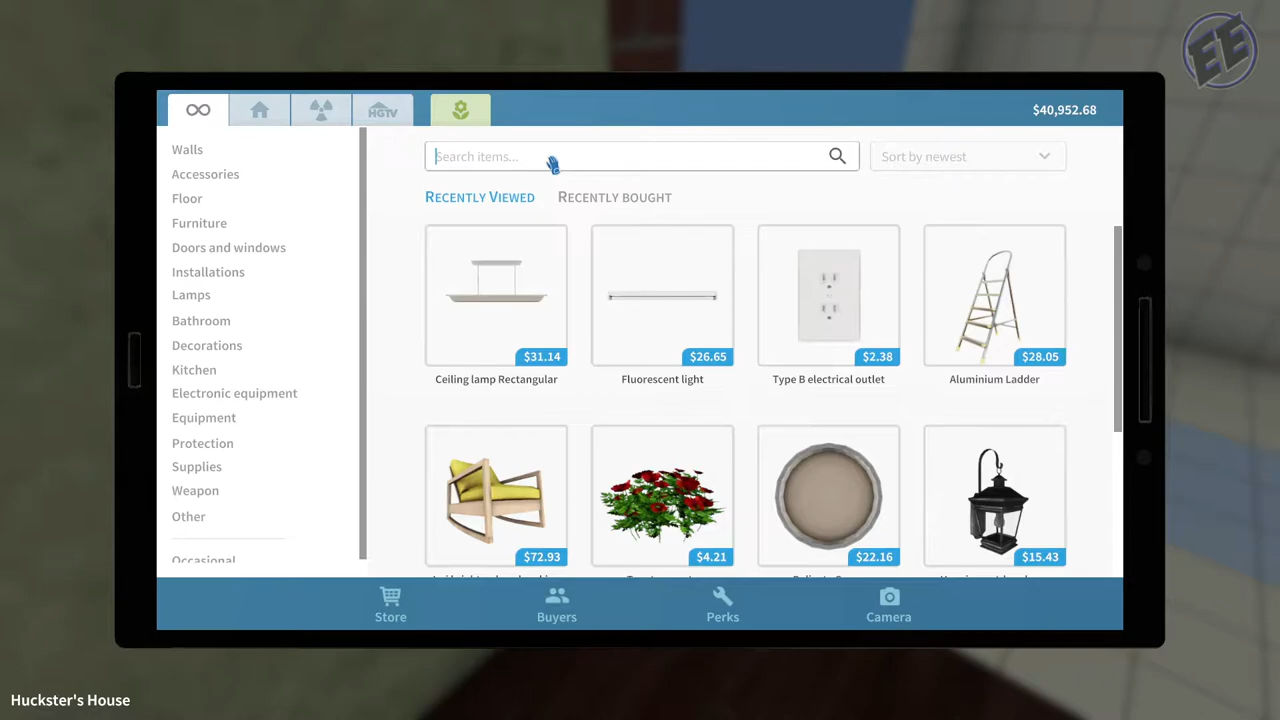 EE
HGTV
$40,952.68
Search items...
Sort by newest
Walls
Accessories
Floor
Furniture
Doors and windows
Installations
Lamps
Bathroom
Decorations
Kitchen
Electronic equipment
Equipment
Protection
Supplies
Weapon
Other
Occasional
RECENTLY VIEWED
RECENTLY BOUGHT
$31.14
$26.65
$2.38
$28.05
Ceiling lamp Rectangular
Fluorescent light
Type B electrical outlet
Aluminium Ladder
$72.93
$4.21
$22.16
$15.43
Store
Buyers
Perks
Camera
Huckster's House